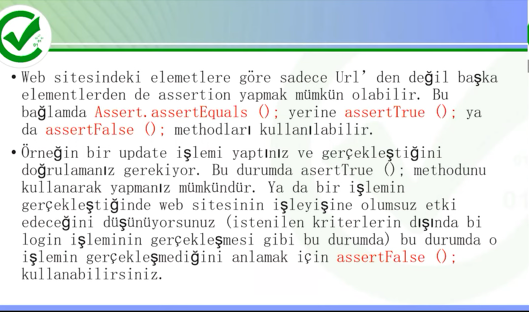 • Web sitesindeki elemetlere göre sadece Url’ den değil başka
elementlerden de assertion yapmak mümkün olabilir. Bu
bağlamda Assert.assertEquals (); yerine assertTrue (); ya
da assertFalse (); methodları kullanılabilir.
• Örneğin bir update işlemi yaptınız ve gerçekleştiğini
doğrulamanız gerekiyor. Bu durumda asertTrue (); methodunu
kullanarak yapmanız mümkündür. Ya da bir işlemin
gerçekleştiğinde web sitesinin işleyişine olumsuz etki
edeceğini düşünüyorsunuz (istenilen kriterlerin dışında bi
login işleminin gerçekleşmesi gibi bu durumda) bu durumda o
işlemin gerçekleşmediğini anlamak için assertFalse ();
kullanabilirsiniz.